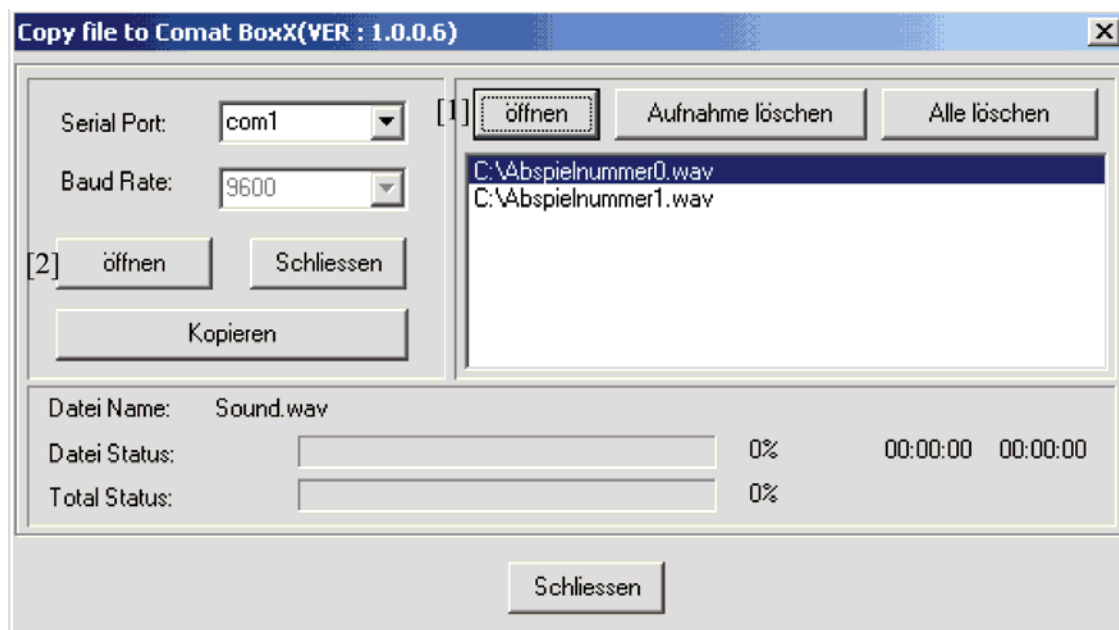 Copy file to Comat BoxX(VER : 1.0.0.6)
Serial Port:
com1
Baud Rate:
9600
[2]
öffnen
Schliessen
Kopieren
[1]
öffnen
Aufnahme löschen
Alle löschen
C:\Abspielnummer0.wav
C:\Abspielnummer1.wav
Datei Name:
Sound.wav
Datei Status:
0%
00:00:00
00:00:00
Total Status:
0%
Schliessen